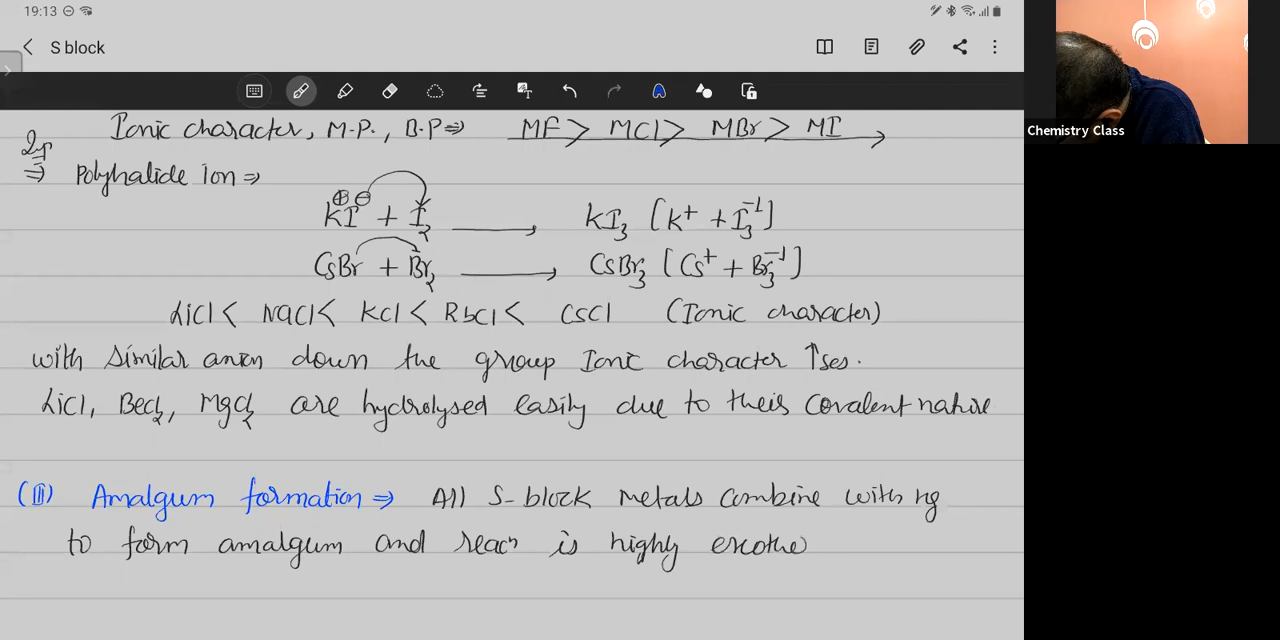 19:13
S block
Chemistry Class
Ionic character, M.P., B.P ⇒ MF > MCl > MBr > MI
Imp
⇒ Polyhalide ion ⇒
KI + I2 → KI3 [K+ + I3-1]
CsBr + Br2 → CsBr3 [Cs+ + Br3-1]
LiCl < NaCl < KCl < RbCl < CsCl (Ionic character)
with similar anion down the group Ionic character ↑ses.
LiCl, BeCl2, MgCl2 are hydrolysed easily due to their covalent nature
(III) Amalgum formation ⇒ All S-block metals combine with Hg
to form amalgum and reacn is highly exothe